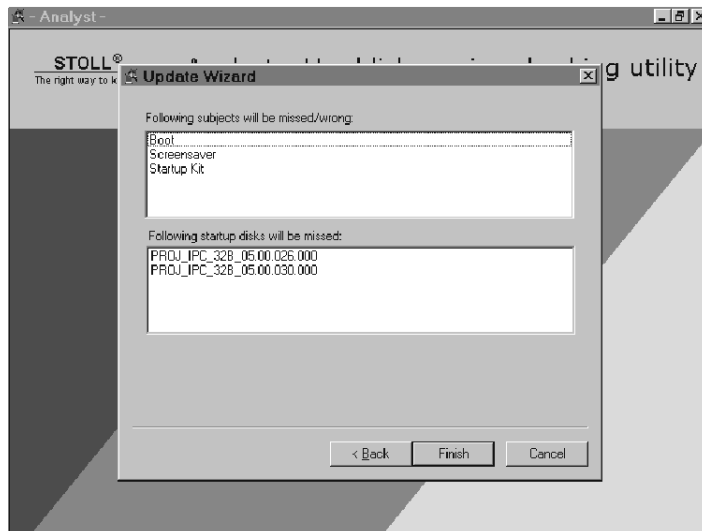 - Analyst -
STOLL®
The right way to k
g utility
Update Wizard
Following subjects will be missed/wrong:
Boot
Screensaver
Startup Kit
Following startup disks will be missed:
PROJ_IPC_32B_05.00.026.000
PROJ_IPC_32B_05.00.030.000
< Back
Finish
Cancel